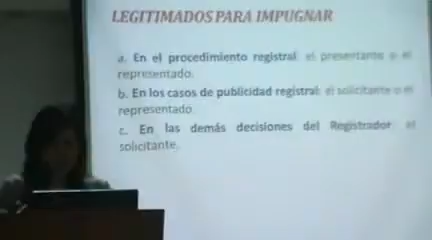 LEGITIMADOS PARA IMPUGNAR
a. En el procedimiento registral: el presentante o el
representado.
b. En los casos de publicidad registral: el solicitante o el
representado.
c. En las demás decisiones del Registrador: el
solicitante.